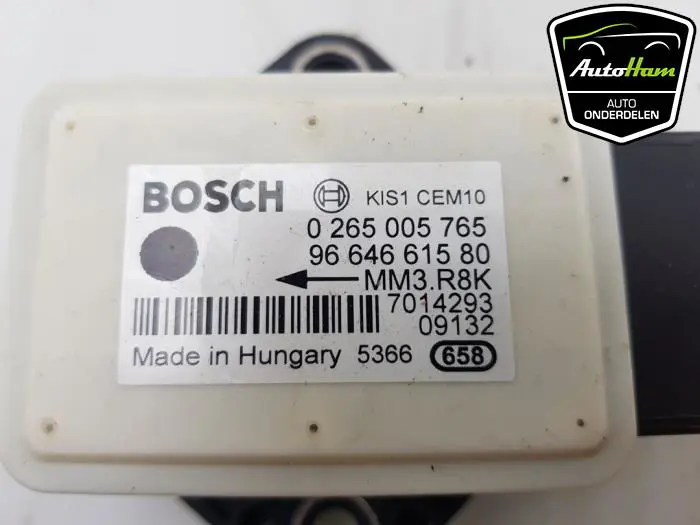 AutoHam
AUTO
ONDERDELEN
BOSCH KIS1 CEM10
0 265 005 765
96 646 615 80
MM3.R8K
7014293
09132
Made in Hungary 5366 658